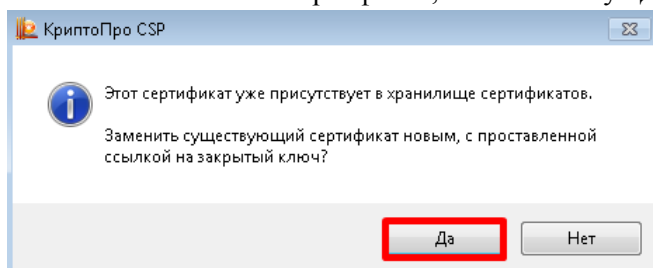 КриптоПро CSP
Этот сертификат уже присутствует в хранилище сертификатов.
Заменить существующий сертификат новым, с проставленной
ссылкой на закрытый ключ?
Да
Нет